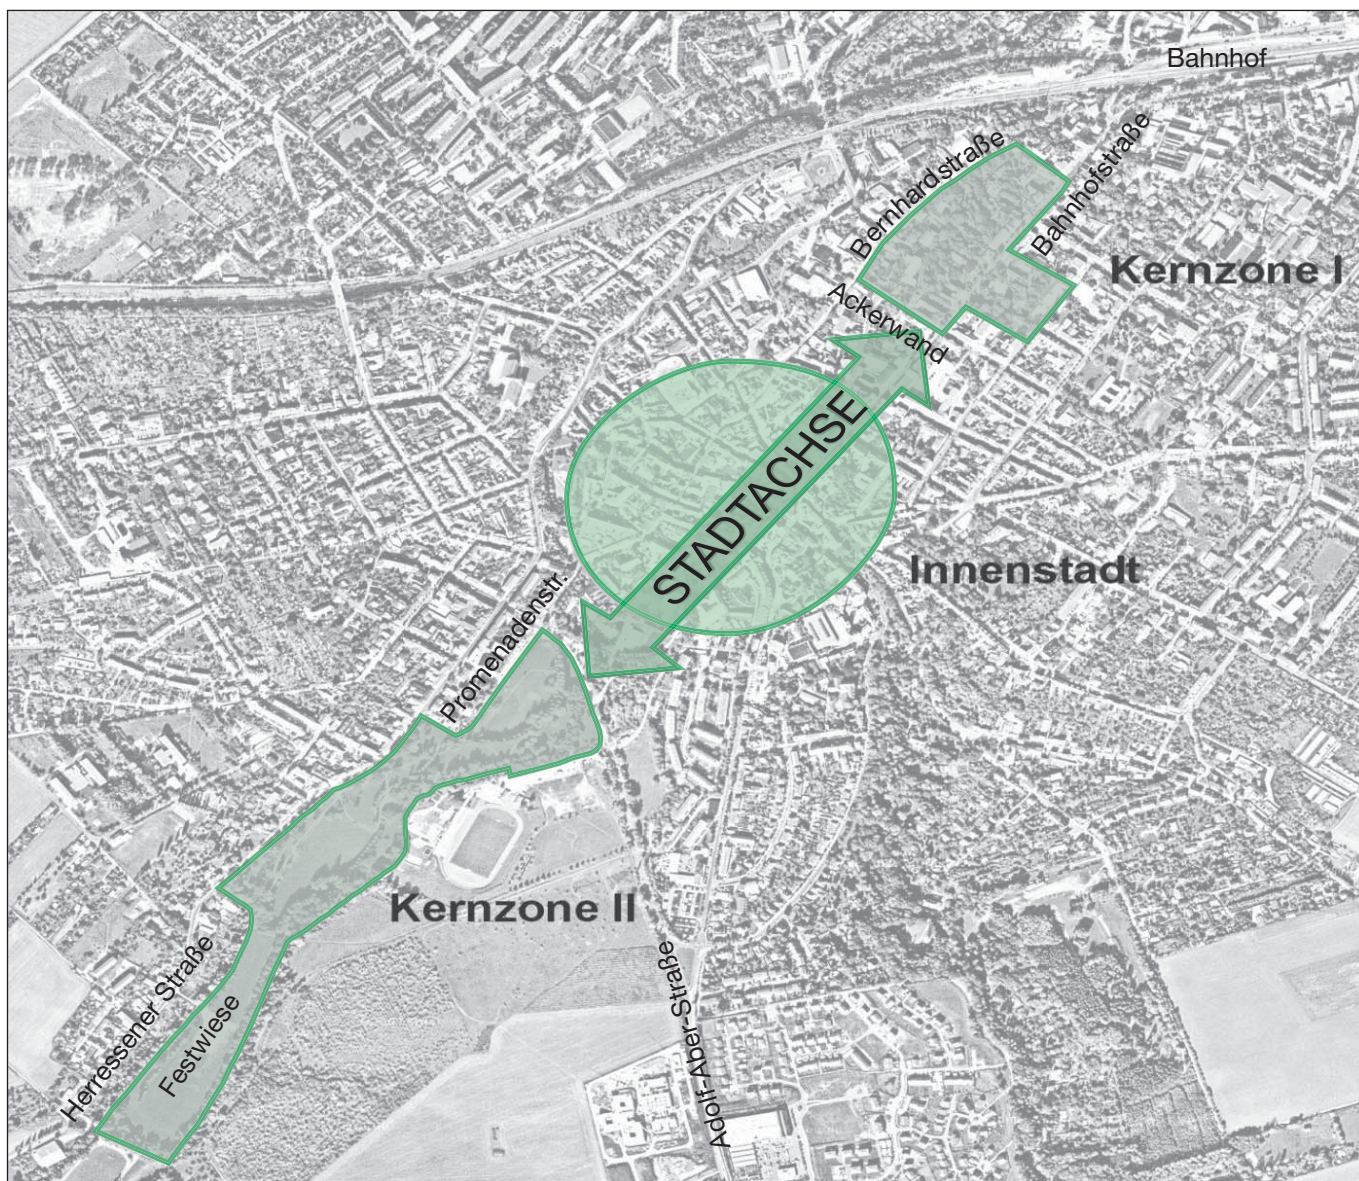 Bahnhof
Bernhardstraße
Bahnhofstraße
Kernzone I
Ackerwand
STADTACHSE
Innenstadt
Promenadenstr.
Kernzone II
Herressener Straße
Festwiese
Adolf-Aber-Straße